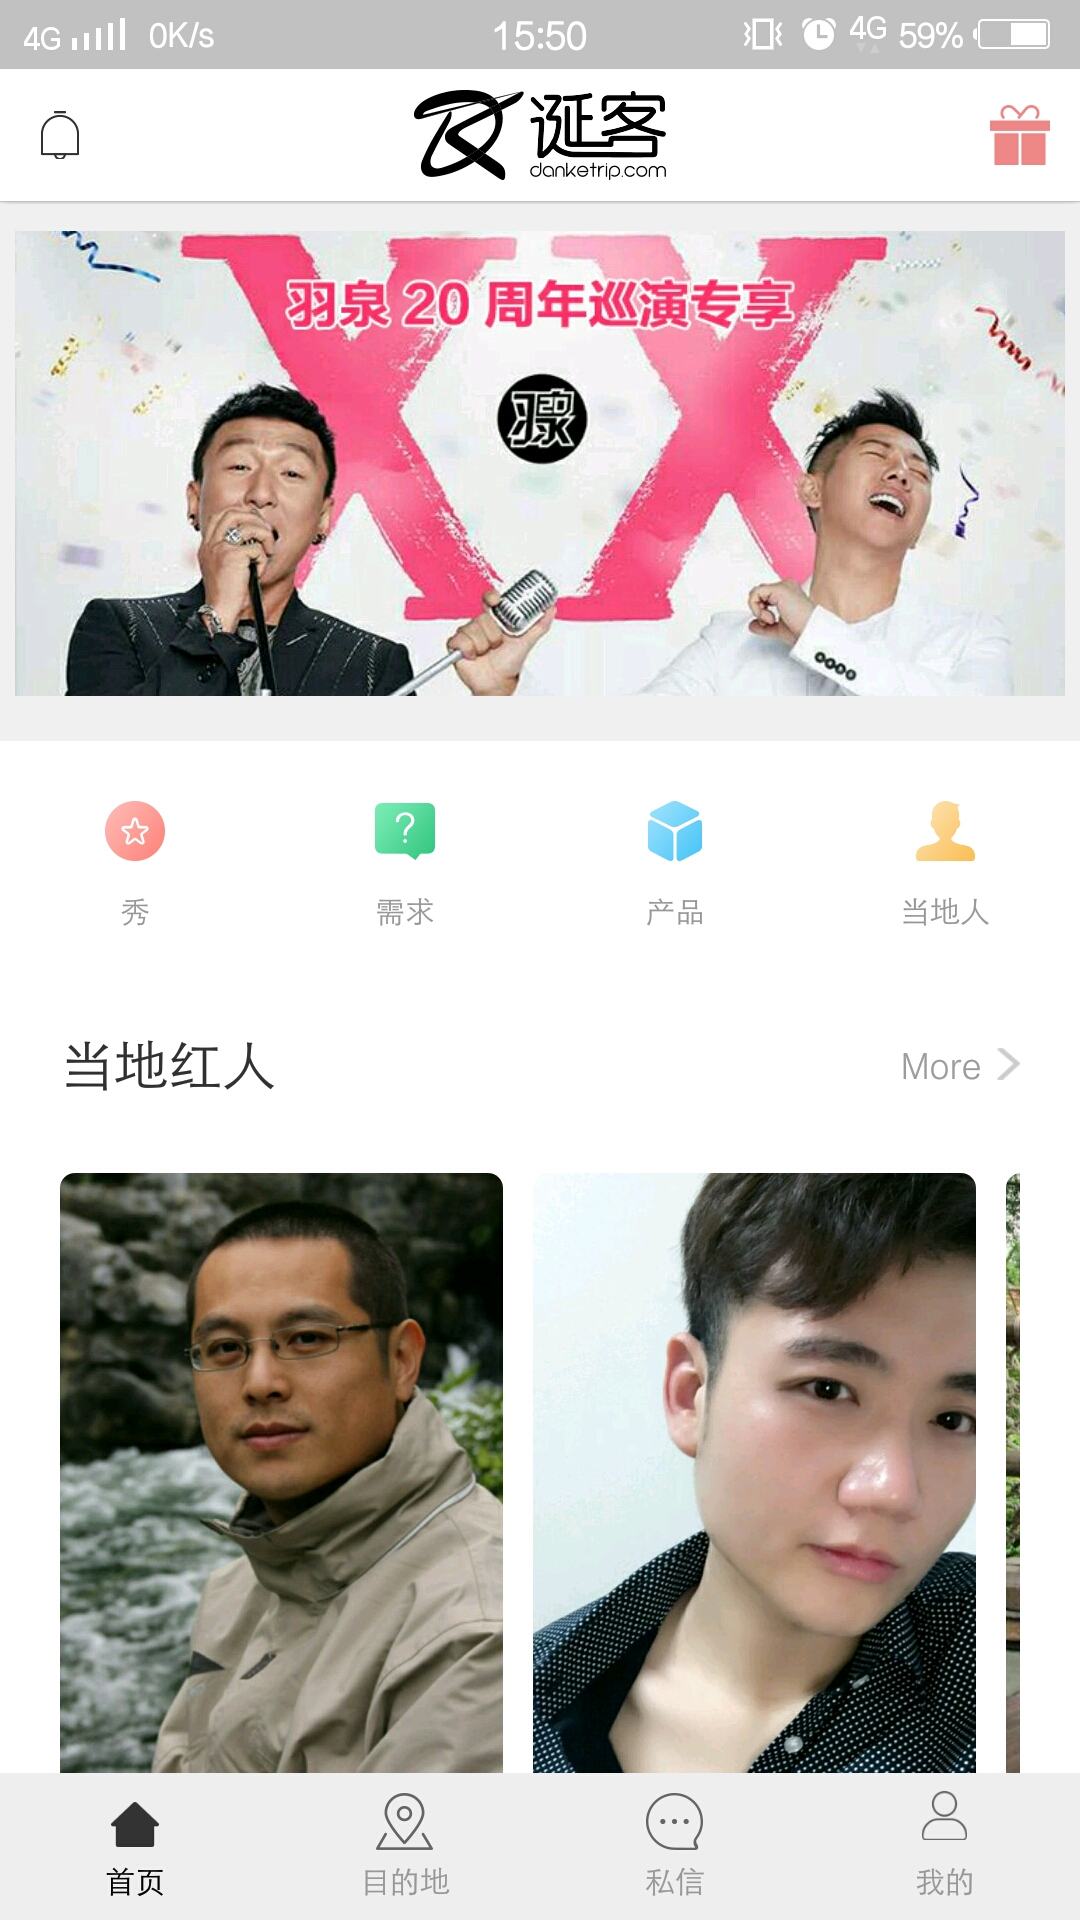 4G 0K/s 15:50 4G 59%
诞客
danketrip.com
羽泉 20 周年巡演专享
秀 需求 产品 当地人
当地红人 More
首页 目的地 私信 我的